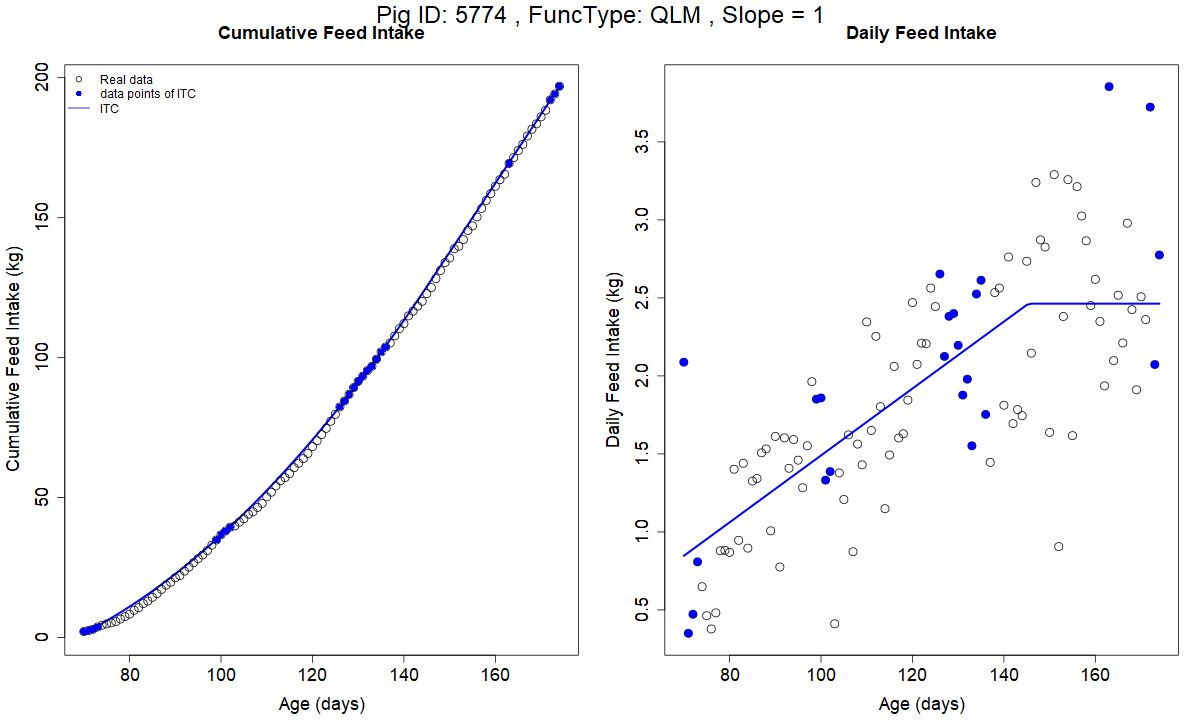 Pig ID: 5774 , FuncType: QLM , Slope = 1
Cumulative Feed Intake
Daily Feed Intake
Real data
data points of ITC
ITC
Cumulative Feed Intake (kg)
0
50
100
150
200
80
100
120
140
160
Age (days)
Daily Feed Intake (kg)
0.5
1.0
1.5
2.0
2.5
3.0
3.5
80
100
120
140
160
Age (days)